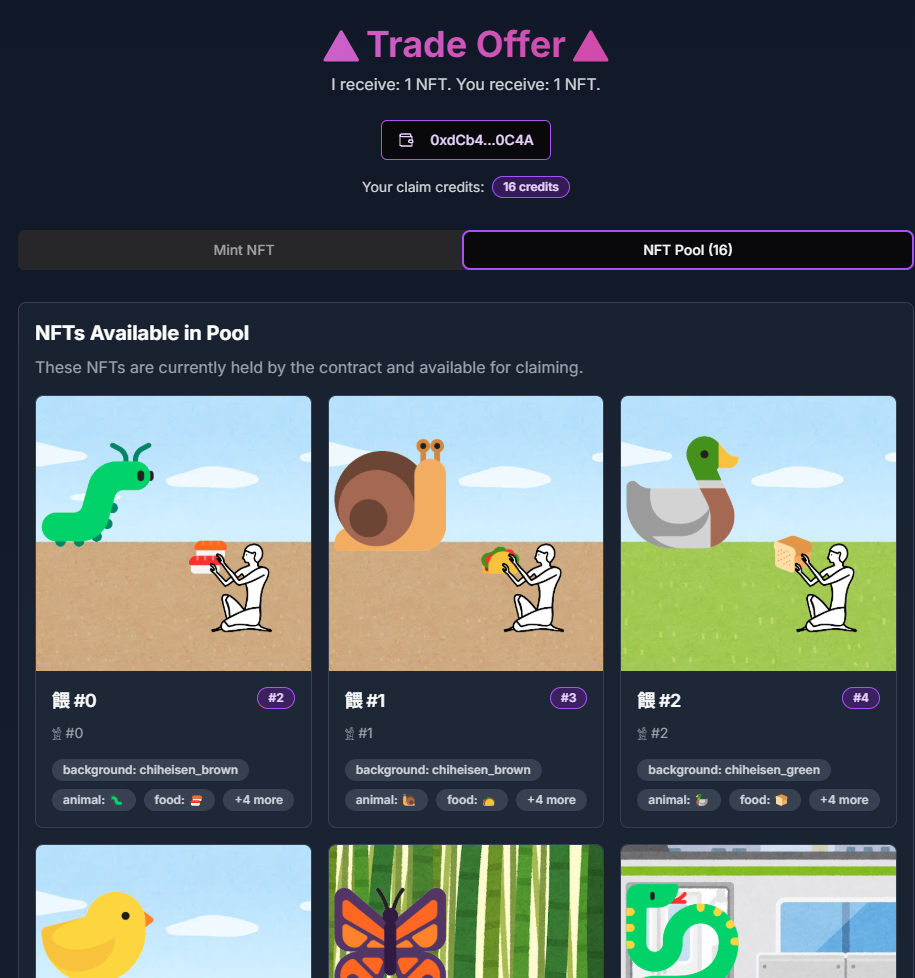 Trade Offer
I receive: 1 NFT. You receive: 1 NFT.
0xdCb4...0C4A
Your claim credits: 16 credits
Mint NFT
NFT Pool (16)
NFTs Available in Pool
These NFTs are currently held by the contract and available for claiming.
餵 #0
#2
#0
background: chiheisen_brown
animal: 🐛 food: 🍣 +4 more
餵 #1
#3
#1
background: chiheisen_brown
animal: 🐌 food: 🌮 +4 more
餵 #2
#4
#2
background: chiheisen_green
animal: 🦆 food: 🍞 +4 more